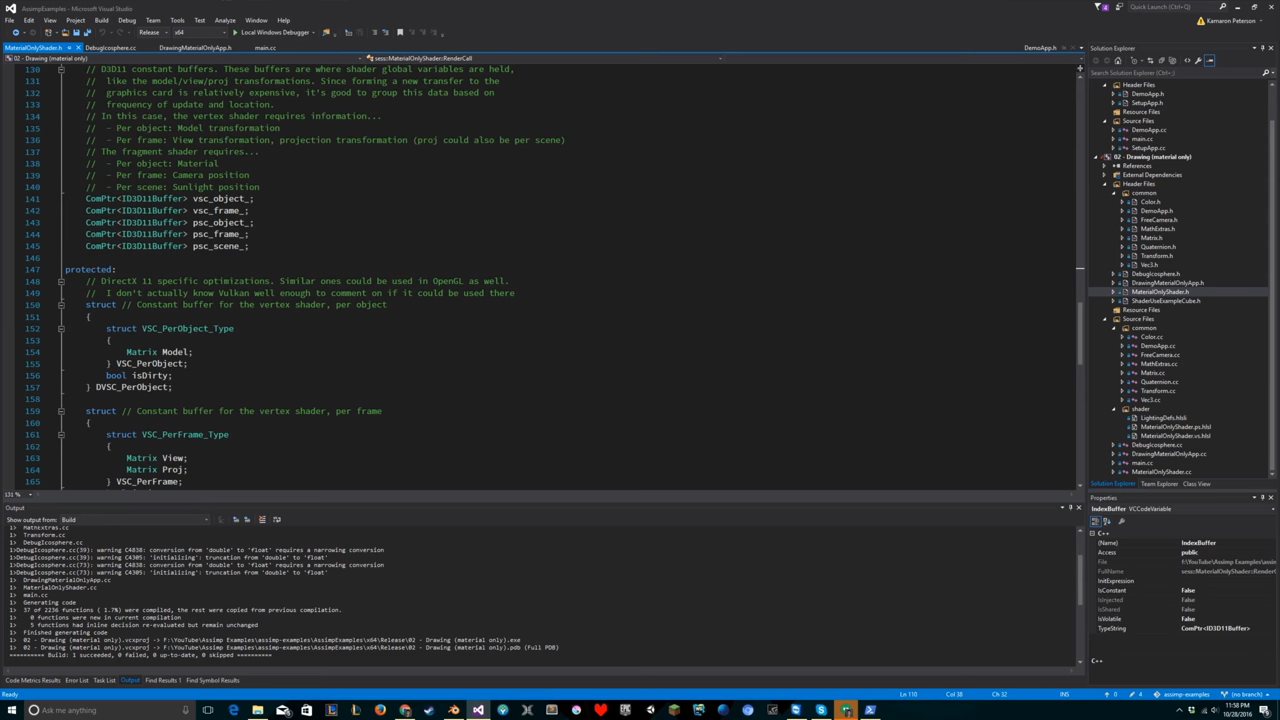 AssimpExamples - Microsoft Visual Studio
Quick Launch (Ctrl+Q)
File Edit View Project Build Debug Team Tools Test Analyze Window Help
Kamaron Peterson
Release x64 Local Windows Debugger
MaterialOnlyShader.h DebugIcosphere.cc DrawingMaterialOnlyApp.cc main.cc DemoApp.h
02 - Drawing (material only) sess::MaterialOnlyShader::RenderCall
130 // D3D11 constant buffers. These buffers are where shader global variables are held,
131 // like the model/view/proj transformations. Since forming a new transfer to the
132 // graphics card is relatively expensive, it's good to group this data based on
133 // frequency of update and location.
134 // In this case, the vertex shader requires information...
135 // - Per object: Model transformation
136 // - Per frame: View transformation, projection transformation (proj could also be per scene)
137 // The fragment shader requires...
138 // - Per object: Material
139 // - Per frame: Camera position
140 // - Per scene: Sunlight position
141 ComPtr<ID3D11Buffer> vsc_object_;
142 ComPtr<ID3D11Buffer> vsc_frame_;
143 ComPtr<ID3D11Buffer> psc_object_;
144 ComPtr<ID3D11Buffer> psc_frame_;
145 ComPtr<ID3D11Buffer> psc_scene_;
146
147 protected:
148 // DirectX 11 specific optimizations. Similar ones could be used in OpenGL as well.
149 // I don't actually know Vulkan well enough to comment on if it could be used there
150 struct // Constant buffer for the vertex shader, per object
151 {
152 struct VSC_PerObject_Type
153 {
154 Matrix Model;
155 } VSC_PerObject;
156 bool isDirty;
157 } DVSC_PerObject;
158
159 struct // Constant buffer for the vertex shader, per frame
160 {
161 struct VSC_PerFrame_Type
162 {
163 Matrix View;
164 Matrix Proj;
165 } VSC_PerFrame;
131 %
Output
Show output from: Build
1> MathExtras.cc
1> Transform.cc
1> DebugIcosphere.cc
1>DebugIcosphere.cc(39): warning C4838: conversion from 'double' to 'float' requires a narrowing conversion
1>DebugIcosphere.cc(39): warning C4305: 'initializing': truncation from 'double' to 'float'
1>DebugIcosphere.cc(73): warning C4838: conversion from 'double' to 'float' requires a narrowing conversion
1>DebugIcosphere.cc(73): warning C4305: 'initializing': truncation from 'double' to 'float'
1> DrawingMaterialOnlyApp.cc
1> MaterialOnlyShader.cc
1> main.cc
1> Generating code
1> 37 of 2236 functions ( 1.7%) were compiled, the rest were copied from previous compilation.
1> 0 functions were new in current compilation
1> 5 functions had inline decision re-evaluated but remain unchanged
1> Finished generating code
1> 02 - Drawing (material only).vcxproj -> F:\YouTube\Assimp Examples\assimp-examples\AssimpExamples\x64\Release\02 - Drawing (material only).exe
1> 02 - Drawing (material only).vcxproj -> F:\YouTube\Assimp Examples\assimp-examples\AssimpExamples\x64\Release\02 - Drawing (material only).pdb (Full PDB)
========== Build: 1 succeeded, 0 failed, 0 up-to-date, 0 skipped ==========
Code Metrics Results Error List Task List Output Find Results 1 Find Symbol Results
Solution Explorer
Search Solution Explorer (Ctrl+;)
Header Files
DemoApp.h
SetupApp.h
Resource Files
Source Files
DemoApp.cc
main.cc
SetupApp.cc
02 - Drawing (material only)
References
External Dependencies
Header Files
common
Color.h
DemoApp.h
FreeCamera.h
MathExtras.h
Matrix.h
Quaternion.h
Transform.h
Vec3.h
DebugIcosphere.h
DrawingMaterialOnlyApp.h
MaterialOnlyShader.h
ShaderUseExampleCube.h
Resource Files
Source Files
common
Color.cc
DemoApp.cc
FreeCamera.cc
MathExtras.cc
Matrix.cc
Quaternion.cc
Transform.cc
Vec3.cc
shader
LightingDefs.hlsli
MaterialOnlyShader.ps.hlsl
MaterialOnlyShader.vs.hlsl
DebugIcosphere.cc
DrawingMaterialOnlyApp.cc
main.cc
MaterialOnlyShader.cc
Solution Explorer Team Explorer Class View
Properties
IndexBuffer VCCodeVariable
C++
(Name) IndexBuffer
Access public
File f:\YouTube\Assimp Examples\assi
FullName sess::MaterialOnlyShader::Render
InitExpression
IsConstant False
IsInjected False
IsShared False
IsVolatile False
TypeString ComPtr<ID3D11Buffer>
C++
Ready Ln 110 Col 38 Ch 32 INS 0 4 assimp-examples (no branch)
Ask me anything
11:58 PM
10/28/2016